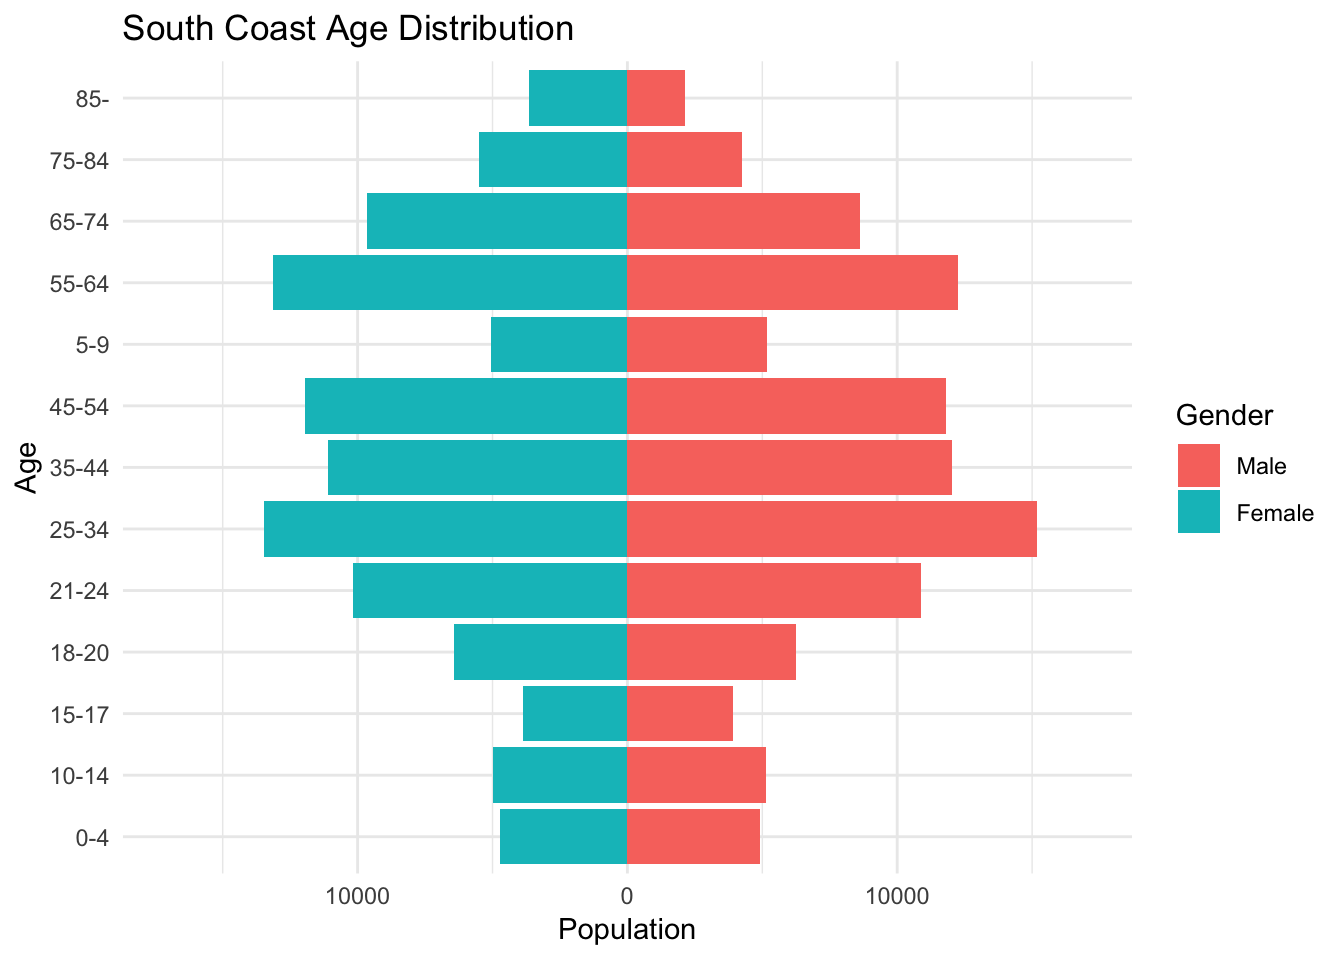 South Coast Age Distribution
85-
75-84
65-74
55-64
5-9
45-54
35-44
25-34
21-24
18-20
15-17
10-14
0-4
Age
10000 0 10000
Population
Gender
Male
Female